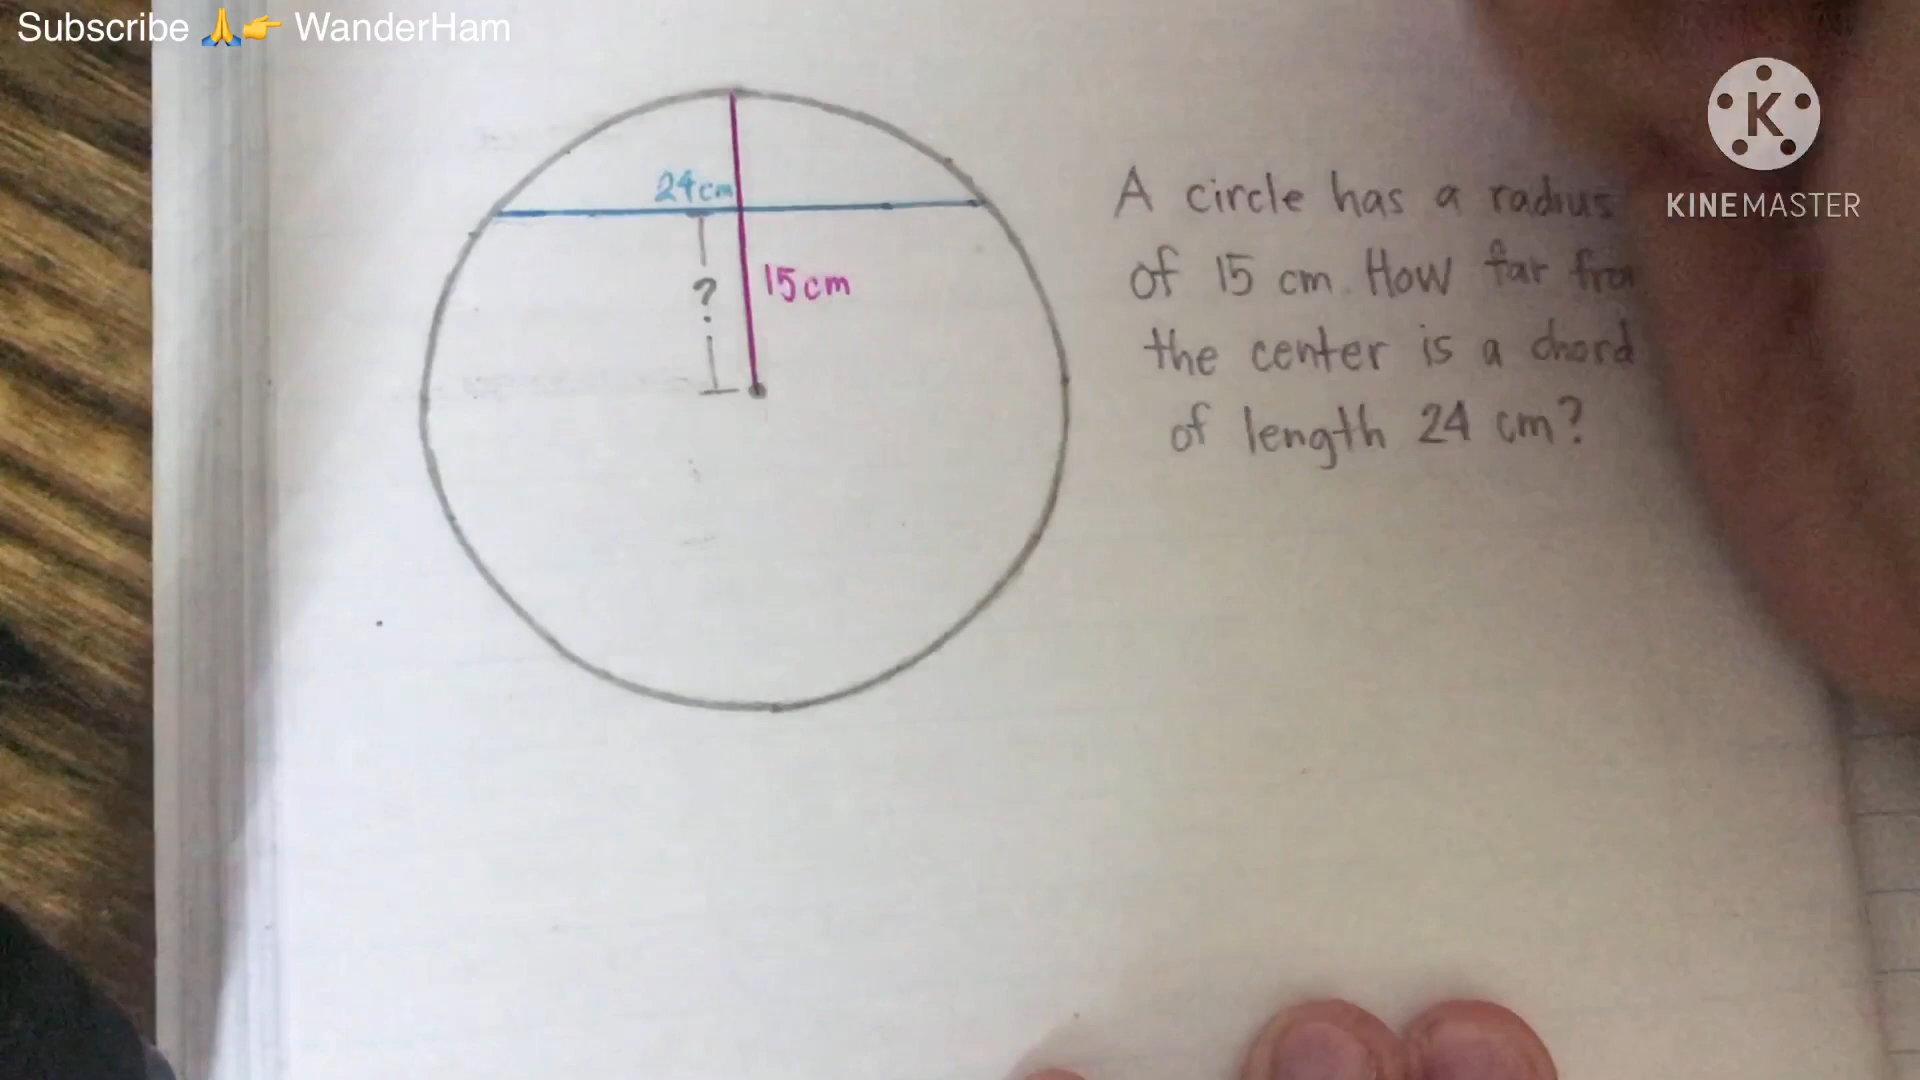 Subscribe 🙏👉 WanderHam
KINEMASTER
24cm
?
15cm
A circle has a radius
of 15 cm. How far
the center is a chord
of length 24 cm?